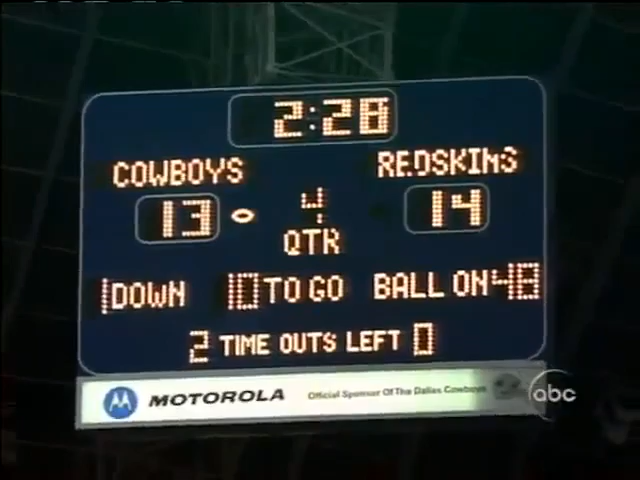 2:28
COWBOYS REDSKINS
13 4 14
QTR
1 DOWN 10 TO GO BALL ON 48
2 TIME OUTS LEFT 0
MOTOROLA Official Sponsor Of The Dallas Cowboys
abc